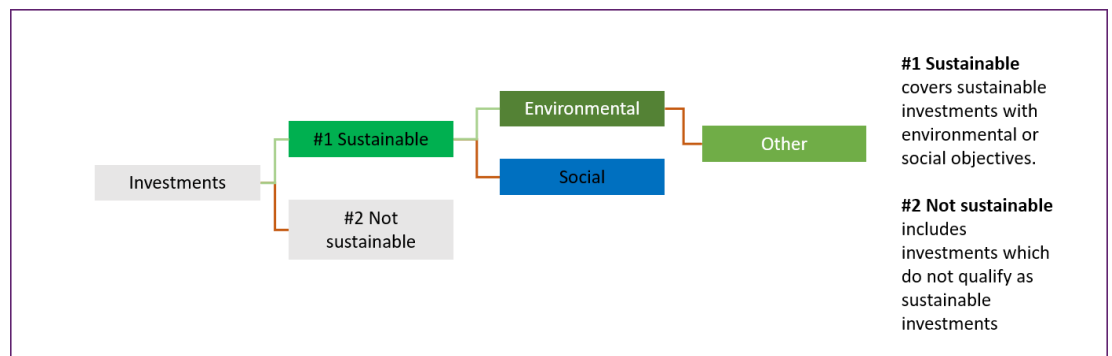 Investments
#1 Sustainable
#2 Not
sustainable
Environmental
Social
Other
#1 Sustainable
covers sustainable
investments with
environmental or
social objectives.
#2 Not sustainable
includes
investments which
do not qualify as
sustainable
investments